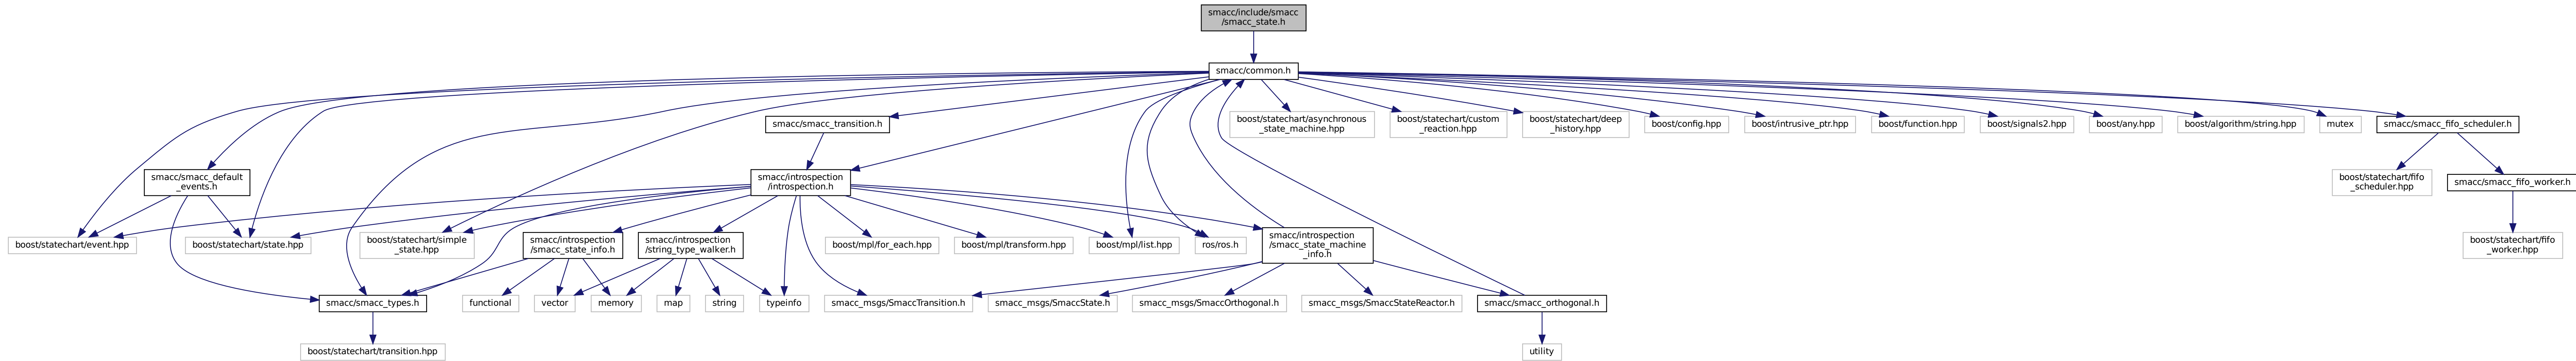 smacc/include/smacc
/smacc_state.h
smacc/common.h
smacc/smacc_transition.h
boost/statechart/asynchronous
_state_machine.hpp
boost/statechart/custom
_reaction.hpp
boost/statechart/deep
_history.hpp
boost/config.hpp
boost/intrusive_ptr.hpp
boost/function.hpp
boost/signals2.hpp
boost/any.hpp
boost/algorithm/string.hpp
mutex
smacc/smacc_fifo_scheduler.h
smacc/smacc_default
_events.h
smacc/introspection
/introspection.h
boost/statechart/fifo
_scheduler.hpp
smacc/smacc_fifo_worker.h
boost/statechart/event.hpp
boost/statechart/state.hpp
boost/statechart/simple
_state.hpp
smacc/introspection
/smacc_state_info.h
smacc/introspection
/string_type_walker.h
boost/mpl/for_each.hpp
boost/mpl/transform.hpp
boost/mpl/list.hpp
ros/ros.h
smacc/introspection
/smacc_state_machine
_info.h
boost/statechart/fifo
_worker.hpp
smacc/smacc_types.h
functional
vector
memory
map
string
typeinfo
smacc_msgs/SmaccTransition.h
smacc_msgs/SmaccState.h
smacc_msgs/SmaccOrthogonal.h
smacc_msgs/SmaccStateReactor.h
smacc/smacc_orthogonal.h
boost/statechart/transition.hpp
utility